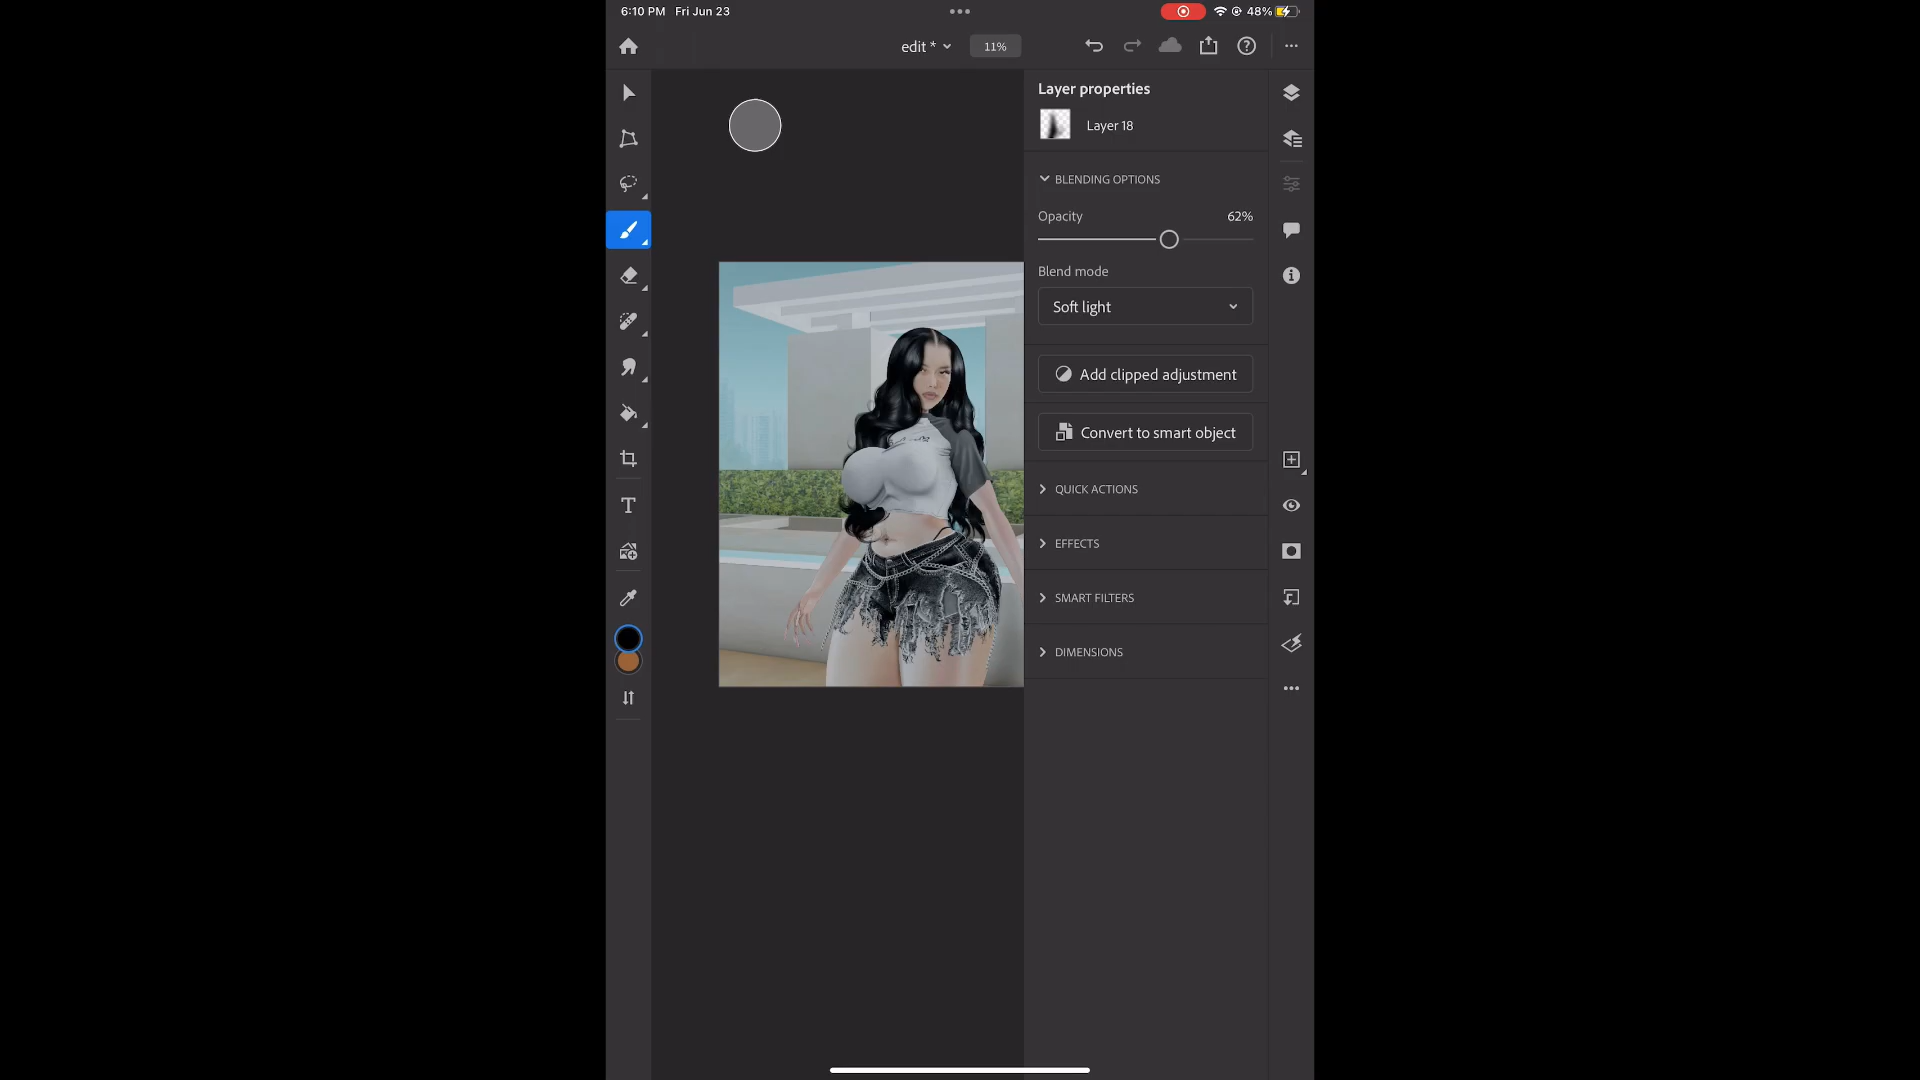 6:10 PM Fri Jun 23
48%
edit *
11%
Layer properties
Layer 18
BLENDING OPTIONS
Opacity
62%
Blend mode
Soft light
Add clipped adjustment
Convert to smart object
QUICK ACTIONS
EFFECTS
SMART FILTERS
DIMENSIONS